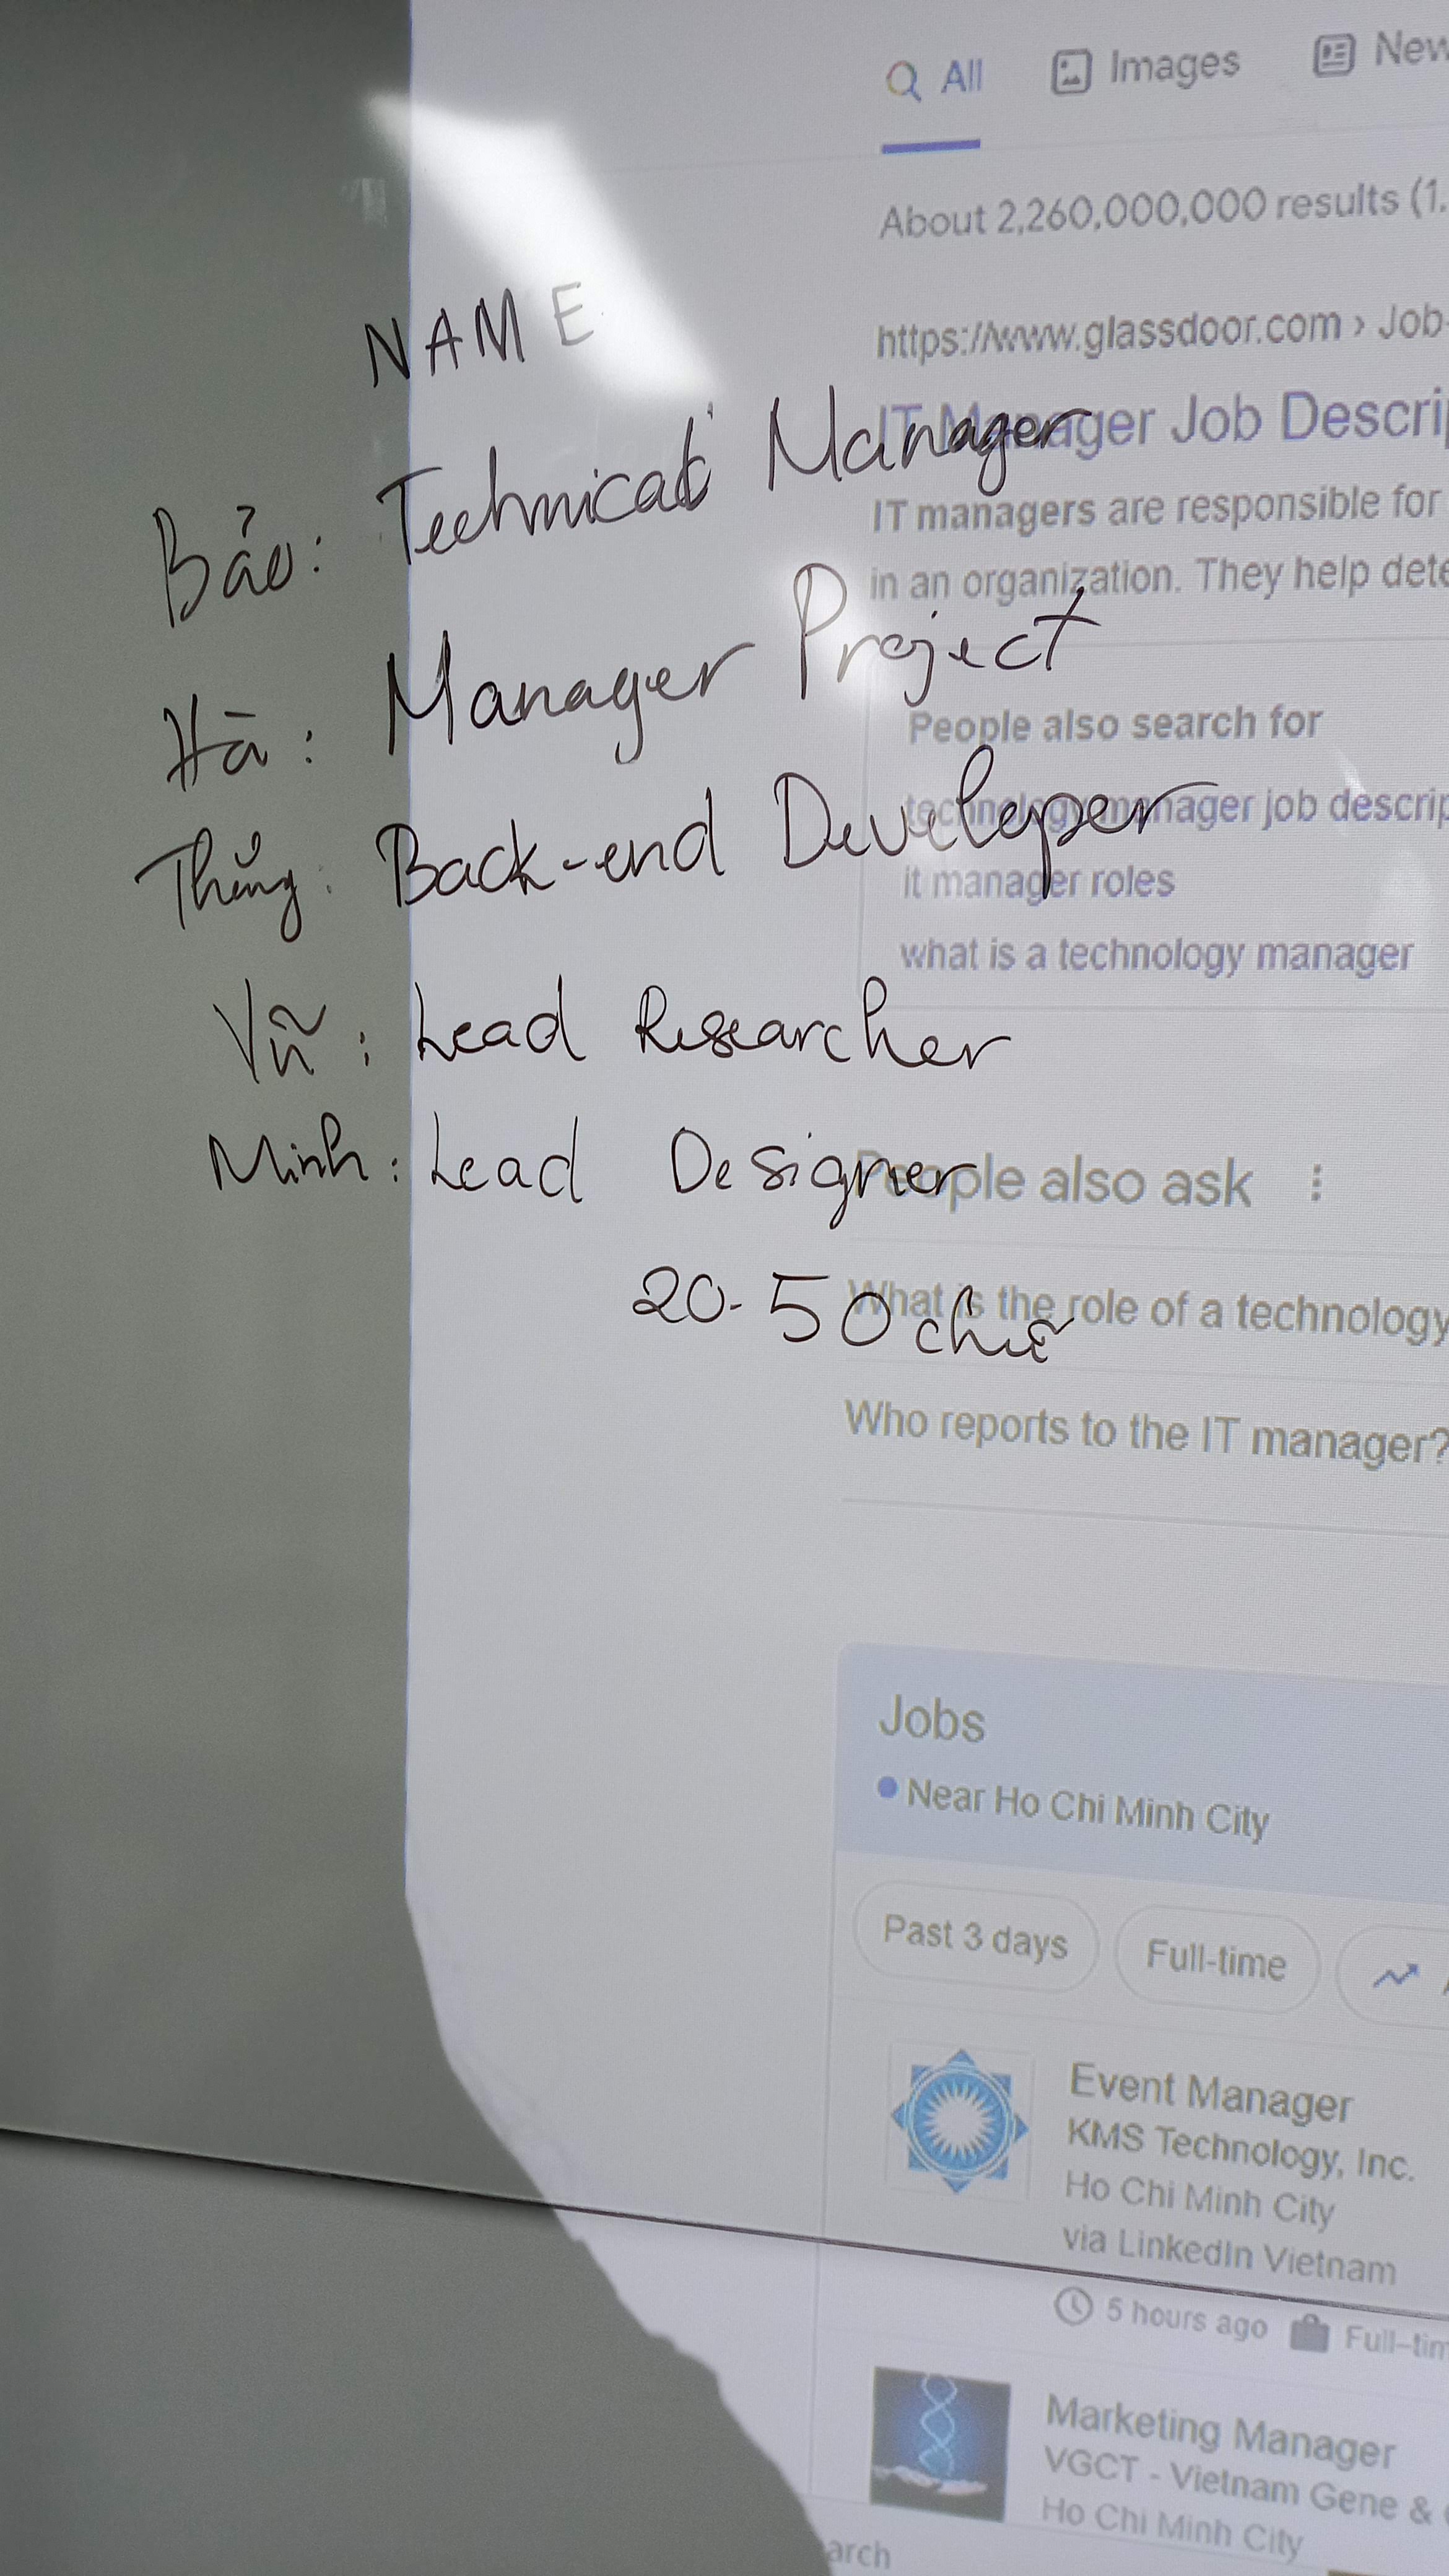 All Images New
About 2,260,000,000 results (1.
https://www.glassdoor.com › Job-
IT Manager Job Descrip
IT managers are responsible for
in an organization. They help dete
People also search for
technology manager job descrip
it manager roles
what is a technology manager
People also ask
What is the role of a technology
Who reports to the IT manager?
NAME
Bảo: Technical Manager
Hà: Manager Project
Thắng: Back-end Developer
Vũ: Lead Researcher
Minh: Lead Designer
20-50 chữ
Jobs
Near Ho Chi Minh City
Past 3 days Full-time
Event Manager
KMS Technology, Inc.
Ho Chi Minh City
via LinkedIn Vietnam
5 hours ago Full-tim
Marketing Manager
VGCT - Vietnam Gene &
Ho Chi Minh City
arch